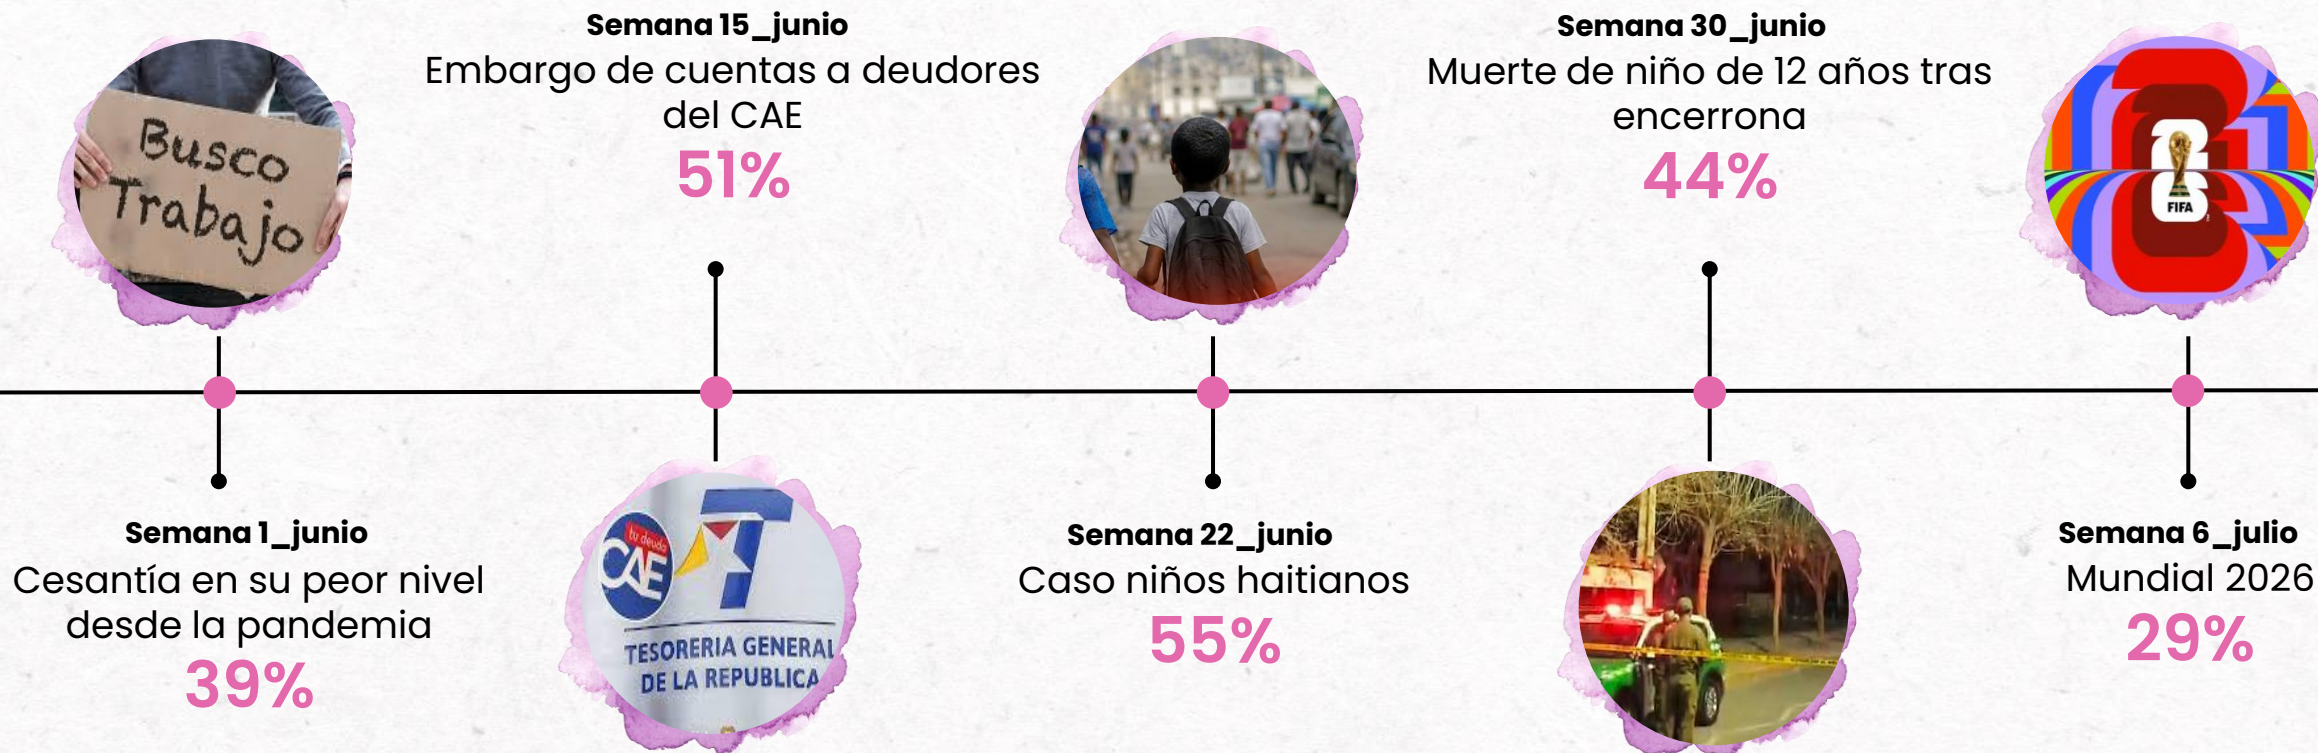 Busco
Trabajo
Semana 1_junio
Cesantía en su peor nivel
desde la pandemia
39%
Semana 15_junio
Embargo de cuentas a deudores
del CAE
51%
tu deuda
CAE
T
TESORERIA GENERAL
DE LA REPUBLICA
Semana 22_junio
Caso niños haitianos
55%
Semana 30_junio
Muerte de niño de 12 años tras
encerrona
44%
FIFA
Semana 6_julio
Mundial 2026
29%